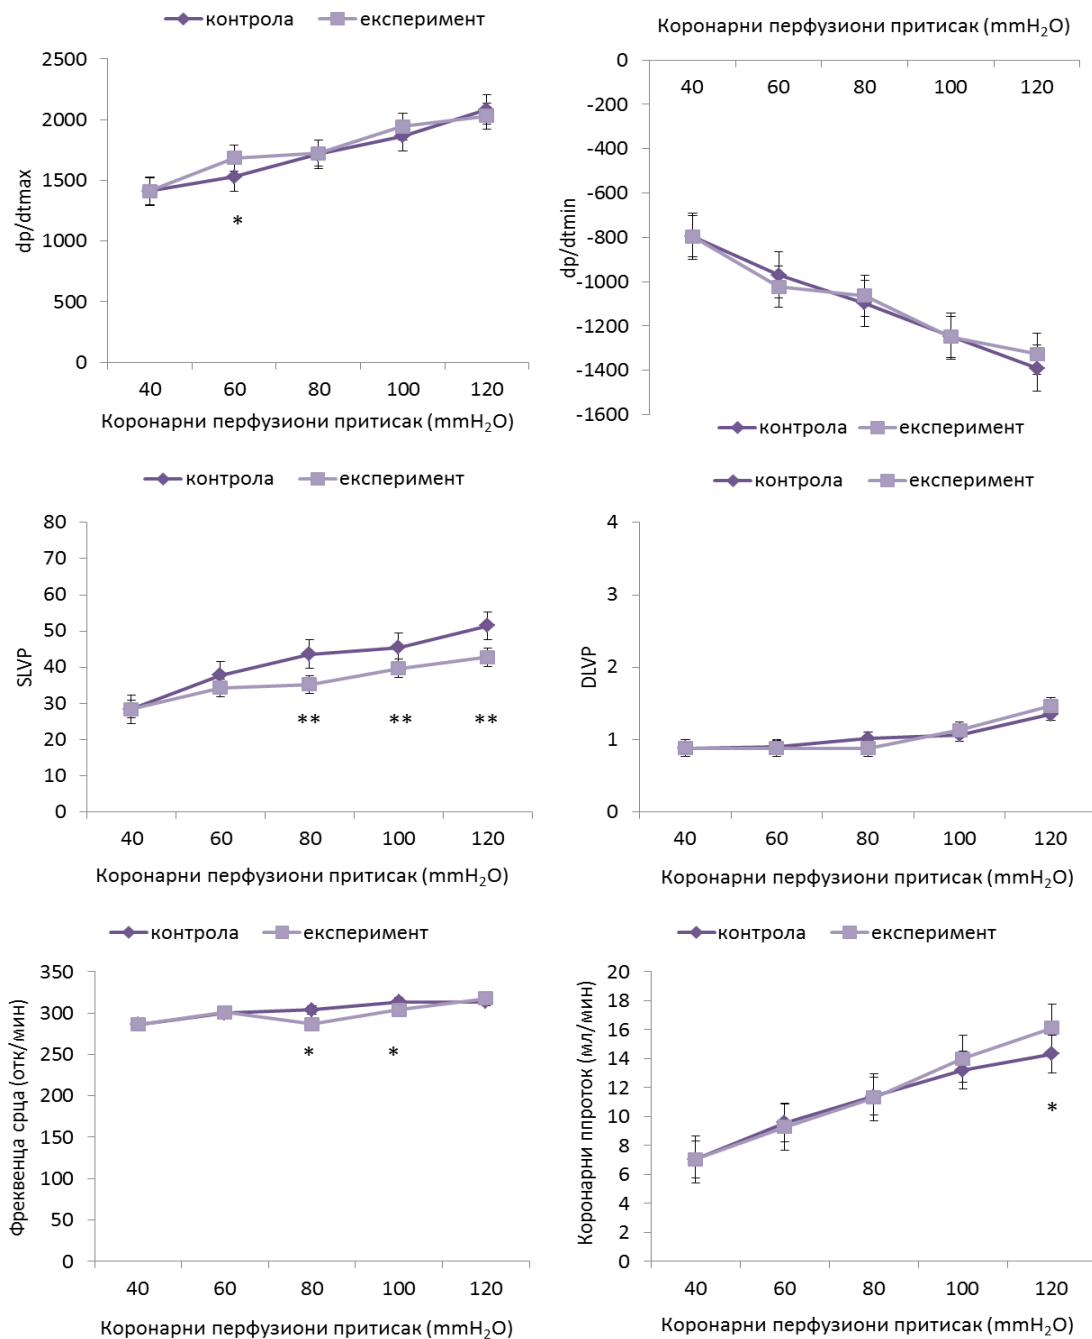 контрола експеримент
2500
2000
1500
1000
500
0
dp/dtmax
*
40 60 80 100 120
Коронарни перфузиони притисак (mmH₂O)
Коронарни перфузиони притисак (mmH₂O)
0
-200
-400
-600
-800
-1000
-1200
-1400
-1600
dp/dtmin
40 60 80 100 120
контрола експеримент
контрола експеримент
80
70
60
50
40
30
20
10
0
SLVP
** ** **
40 60 80 100 120
Коронарни перфузиони притисак (mmH₂O)
контрола експеримент
4
3
2
1
0
DLVP
40 60 80 100 120
Коронарни перфузиони притисак (mmH₂O)
контрола експеримент
350
300
250
200
150
100
50
0
Фреквенца срца (отк/мин)
* *
40 60 80 100 120
Коронарни перфузиони притисак (mmH₂O)
контрола експеримент
20
18
16
14
12
10
8
6
4
2
0
Коронарни ппроток (мл/мин)
*
40 60 80 100 120
Коронарни перфузиони притисак (mmH₂O)